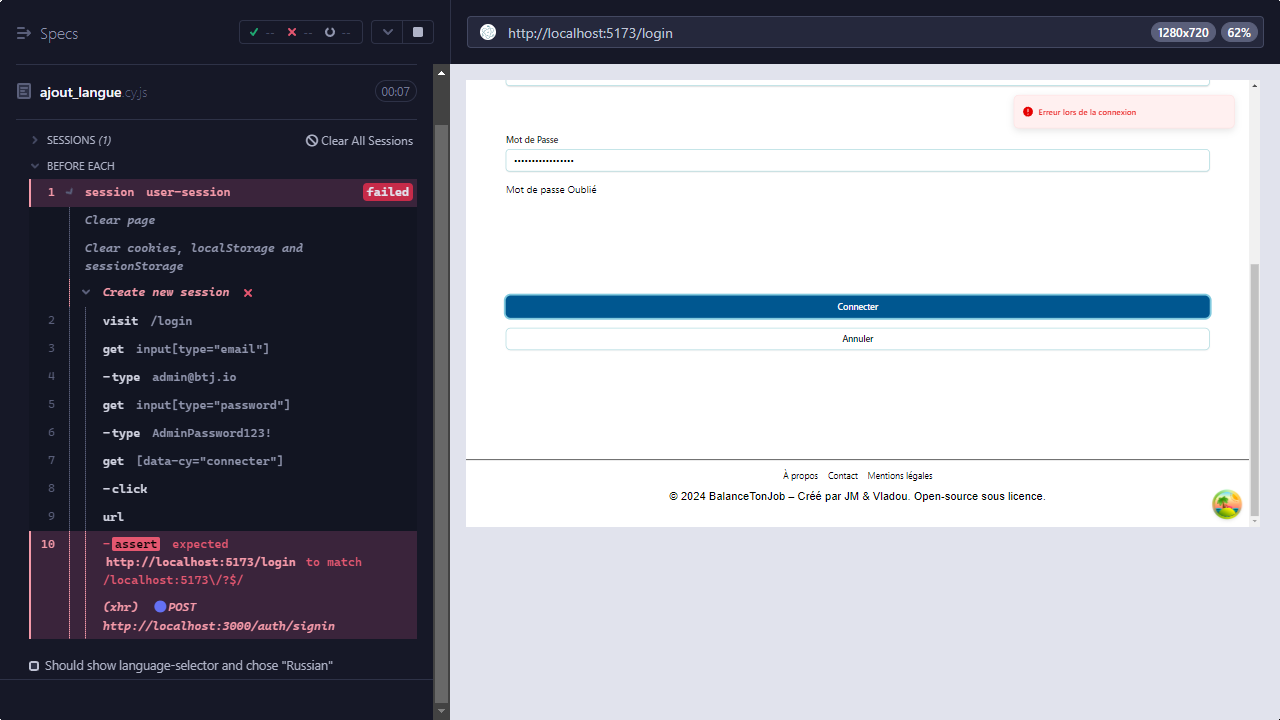 Specs
-- -- --
ajout_langue.cy.js
00:07
SESSIONS (1)
Clear All Sessions
BEFORE EACH
1 session user-session failed
Clear page
Clear cookies, localStorage and
sessionStorage
Create new session
2 visit /login
3 get input[type="email"]
4 -type admin@btj.io
5 get input[type="password"]
6 -type AdminPassword123!
7 get [data-cy="connecter"]
8 -click
9 url
10 -assert expected
http://localhost:5173/login to match
/localhost:5173\/?$/
(xhr) POST
http://localhost:3000/auth/signin
Should show language-selector and chose "Russian"
http://localhost:5173/login
1280x720 62%
Erreur lors de la connexion
Mot de Passe
Mot de passe Oublié
Connecter
Annuler
À propos Contact Mentions légales
© 2024 BalanceTonJob – Créé par JM & Vladou. Open-source sous licence.